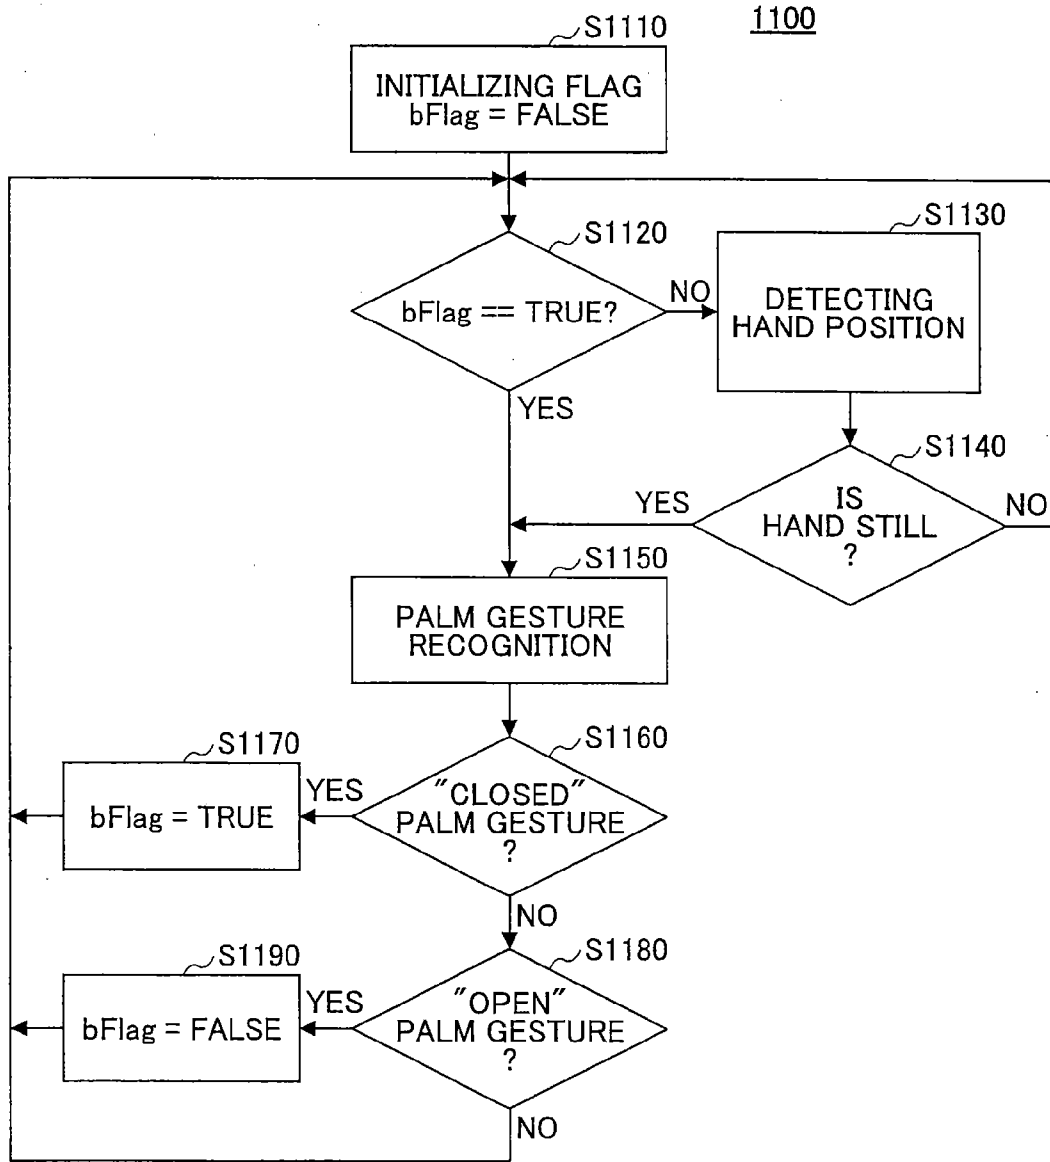 1100
S1110
INITIALIZING FLAG
bFlag = FALSE
S1120
bFlag == TRUE?
NO
YES
S1130
DETECTING
HAND POSITION
S1140
IS
HAND STILL
?
YES
NO
S1150
PALM GESTURE
RECOGNITION
S1160
"CLOSED"
PALM GESTURE
?
YES
NO
S1170
bFlag = TRUE
S1180
"OPEN"
PALM GESTURE
?
YES
NO
S1190
bFlag = FALSE